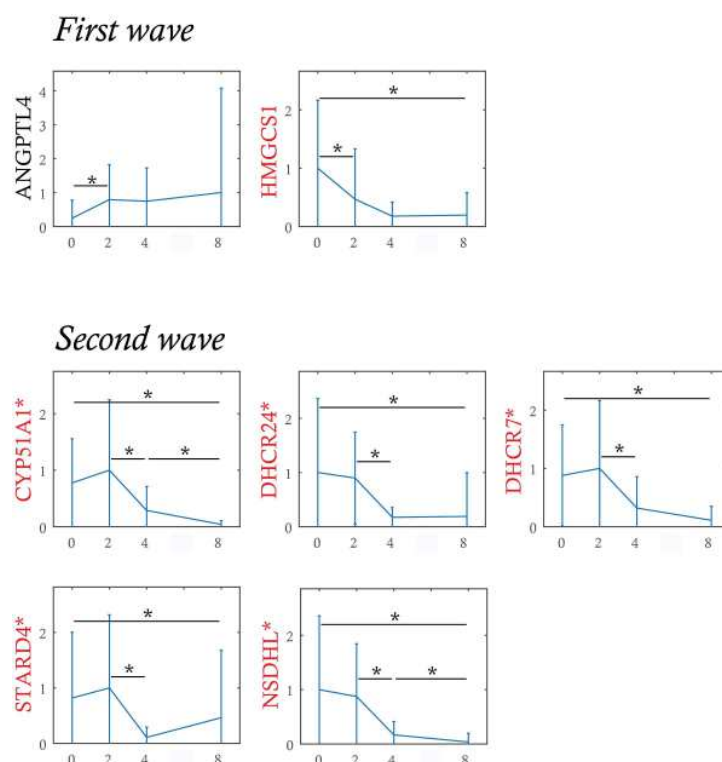 First wave
ANGPTL4
4
3
2
1
0
*
0 2 4 8
HMGCS1
2
1
0
*
*
0 2 4 8
Second wave
CYP51A1*
2
1
0
*
* *
0 2 4 8
DHCR24*
2
1
0
*
*
0 2 4 8
DHCR7*
2
1
0
*
*
0 2 4 8
STARD4*
2
1
0
*
*
0 2 4 8
NSDHL*
2
1
0
*
* *
0 2 4 8